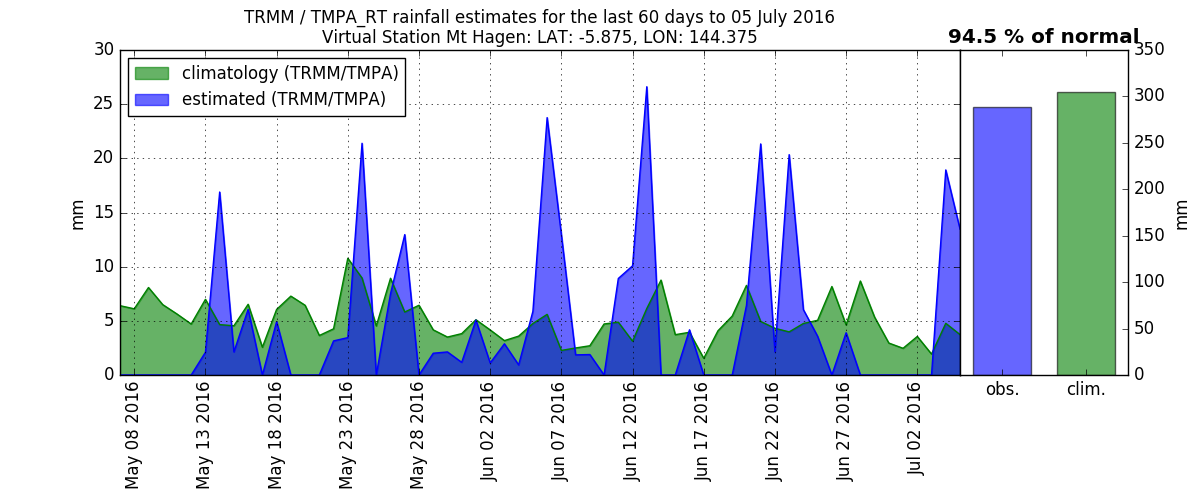 TRMM / TMPA_RT rainfall estimates for the last 60 days to 05 July 2016
Virtual Station Mt Hagen: LAT: -5.875, LON: 144.375
94.5 % of normal
climatology (TRMM/TMPA)
estimated (TRMM/TMPA)
30
25
20
15
10
5
0
mm
350
300
250
200
150
100
50
0
mm
May 08 2016
May 13 2016
May 18 2016
May 23 2016
May 28 2016
Jun 02 2016
Jun 07 2016
Jun 12 2016
Jun 17 2016
Jun 22 2016
Jun 27 2016
Jul 02 2016
obs.
clim.